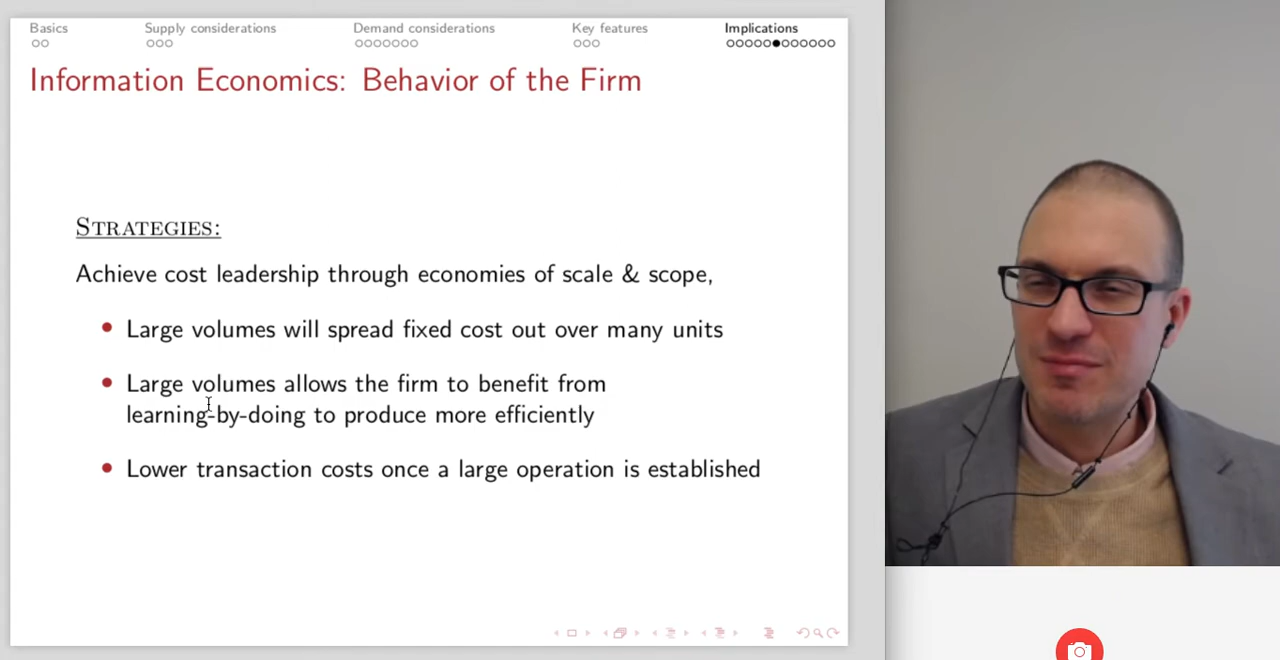 Basics Supply considerations Demand considerations Key features Implications
Information Economics: Behavior of the Firm
STRATEGIES:
Achieve cost leadership through economies of scale & scope,
• Large volumes will spread fixed cost out over many units
• Large volumes allows the firm to benefit from
learning-by-doing to produce more efficiently
• Lower transaction costs once a large operation is established